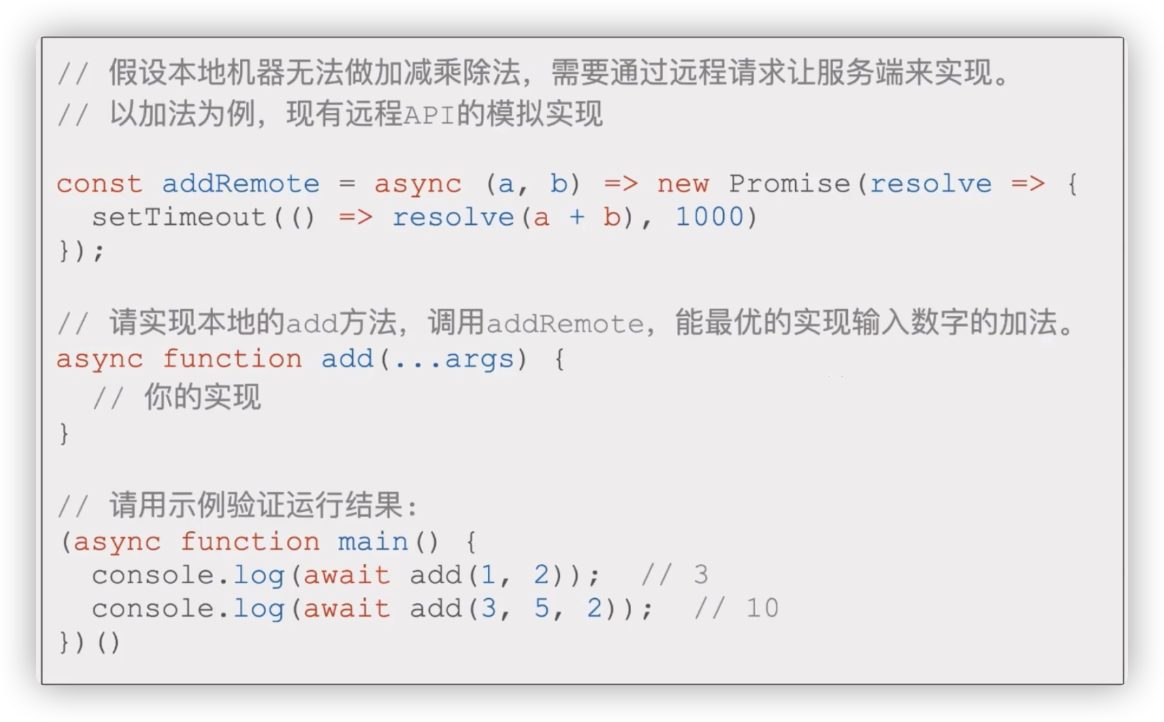 // 假设本地机器无法做加减乘除法，需要通过远程请求让服务端来实现。
// 以加法为例，现有远程API的模拟实现
const addRemote = async (a, b) => new Promise(resolve => {
  setTimeout(() => resolve(a + b), 1000)
});
// 请实现本地的add方法，调用addRemote，能最优的实现输入数字的加法。
async function add(...args) {
  // 你的实现
}
// 请用示例验证运行结果：
(async function main() {
  console.log(await add(1, 2));  // 3
  console.log(await add(3, 5, 2));  // 10
})()